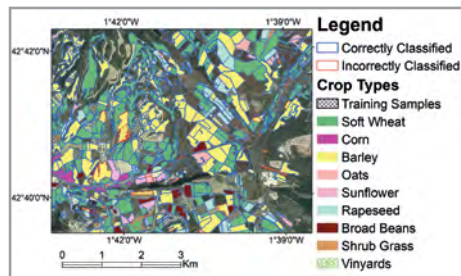 1°42'0"W 1°39'0"W
42°42'0"N
42°40'0"N
1°42'0"W 1°39'0"W
0 1 2 3
Km
Legend
Correctly Classified
Incorrectly Classified
Crop Types
Training Samples
Soft Wheat
Corn
Barley
Oats
Sunflower
Rapeseed
Broad Beans
Shrub Grass
Vinyards